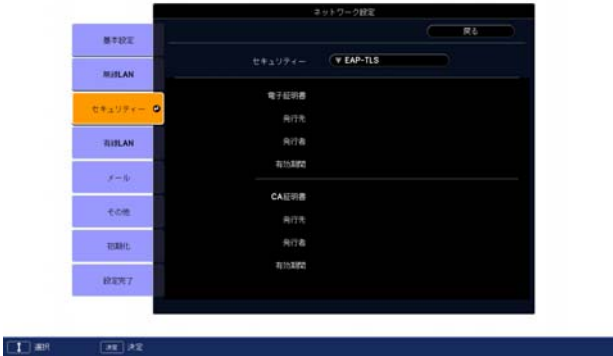 ネットワーク設定
戻る
基本設定
無線LAN
セキュリティー
有線LAN
メール
その他
初期化
設定完了
セキュリティー EAP-TLS
電子証明書
発行先
発行者
有効期間
CA証明書
発行先
発行者
有効期間
選択 決定 決定